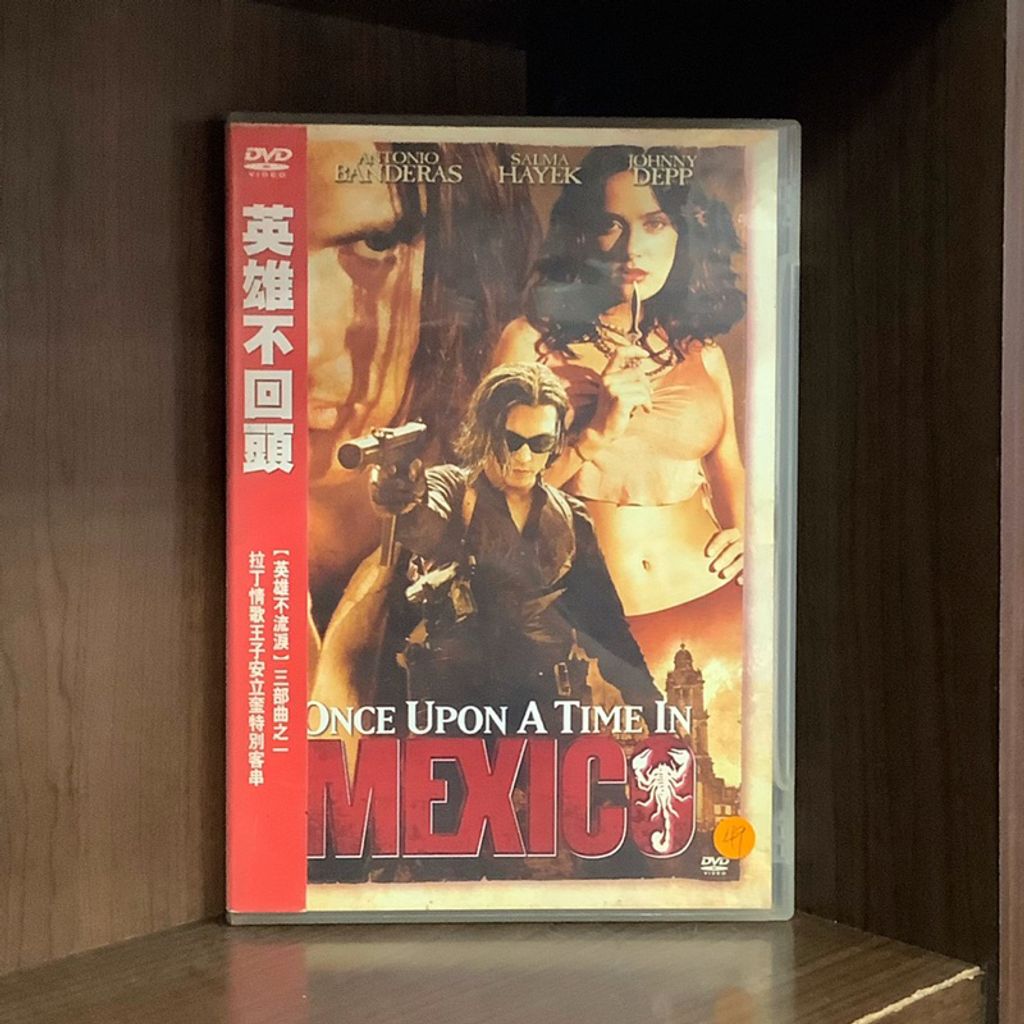 DVD
VIDEO
英雄不回頭
【英雄不流淚】三部曲之一
拉丁情歌王子安立奎特別客串
ANTONIO
BANDERAS
SALMA
HAYEK
JOHNNY
DEPP
ONCE UPON A TIME IN
MEXICO
49
DVD
VIDEO